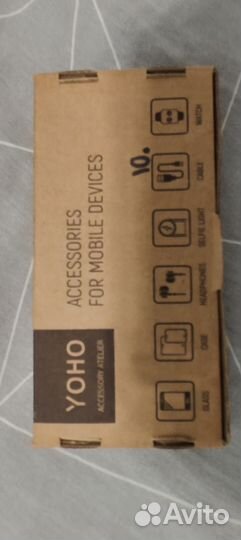 YOHO
ACCESSORY ATELIER
ACCESSORIES
FOR MOBILE DEVICES
GLASS
CASE
HEADPHONES
SELFIE LIGHT
CABLE
WATCH
10.
Avito